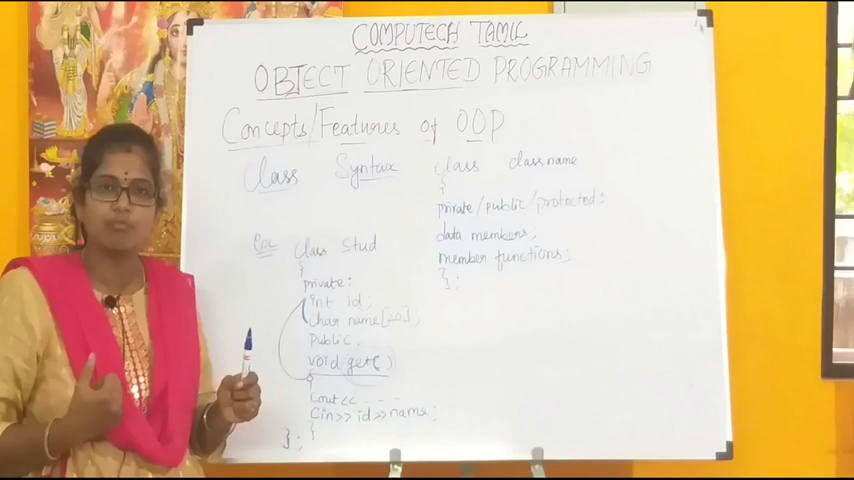 COMPUTECH TAMIL
OBJECT ORIENTED PROGRAMMING
Concepts/Features of OOP
Class Syntax class classname
{
private/public/protected:
data members;
member functions;
};
Class Stud
{
private:
int id;
char name[20];
public:
void get()
{
cout<< - - -
cin>>id>>name;
}
};